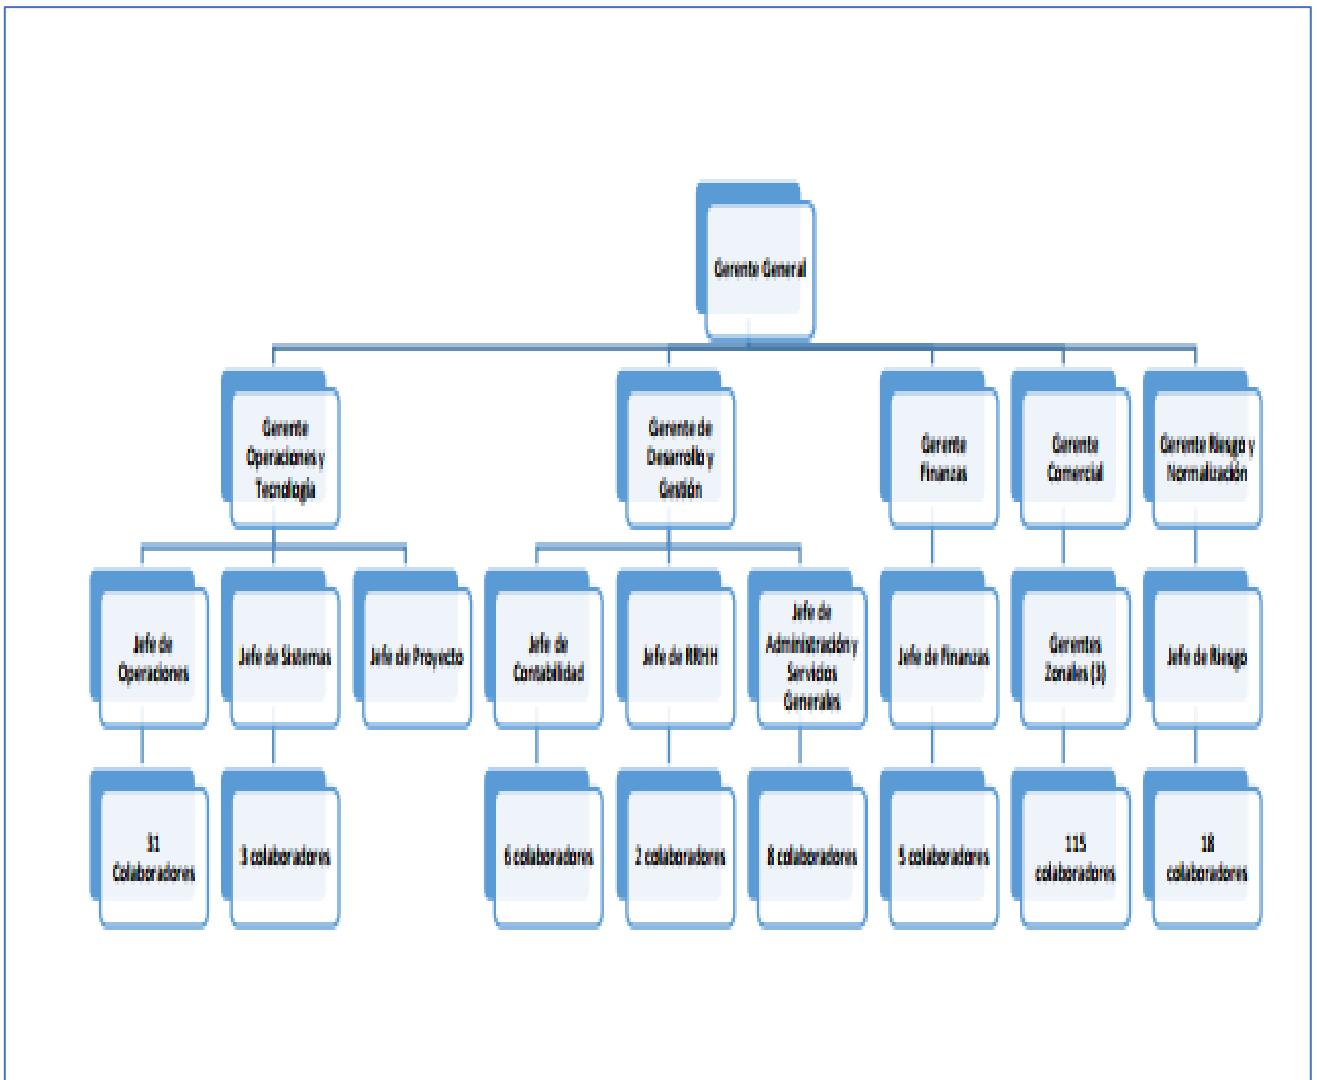 Gerente General
Gerente
Operaciones y
Tecnología
Gerente de
Desarrollo y
Gestión
Gerente
Finanzas
Gerente
Comercial
Gerente Riesgo y
Normalización
Jefe de
Operaciones
Jefe de Sistemas
Jefe de Proyecto
Jefe de
Contabilidad
Jefe de RRHH
Jefe de
Administración y
Servicios
Generales
Jefe de Finanzas
Gerentes
Zonales (3)
Jefe de Riesgo
31
Colaboradores
3 colaboradores
6 colaboradores
2 colaboradores
8 colaboradores
5 colaboradores
115
colaboradores
18
colaboradores